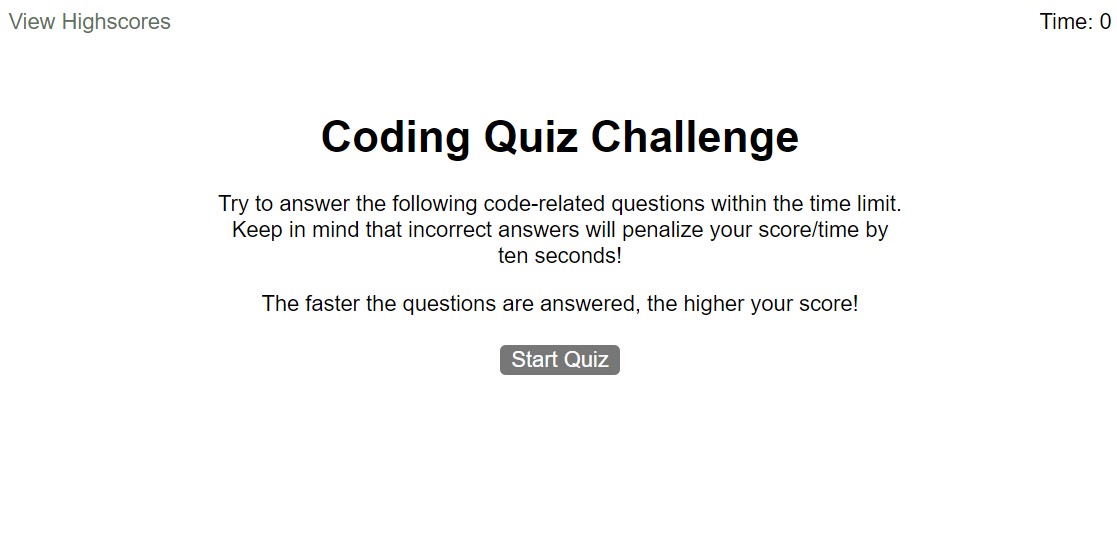 View Highscores
Time: 0
Coding Quiz Challenge
Try to answer the following code-related questions within the time limit.
Keep in mind that incorrect answers will penalize your score/time by
ten seconds!
The faster the questions are answered, the higher your score!
Start Quiz